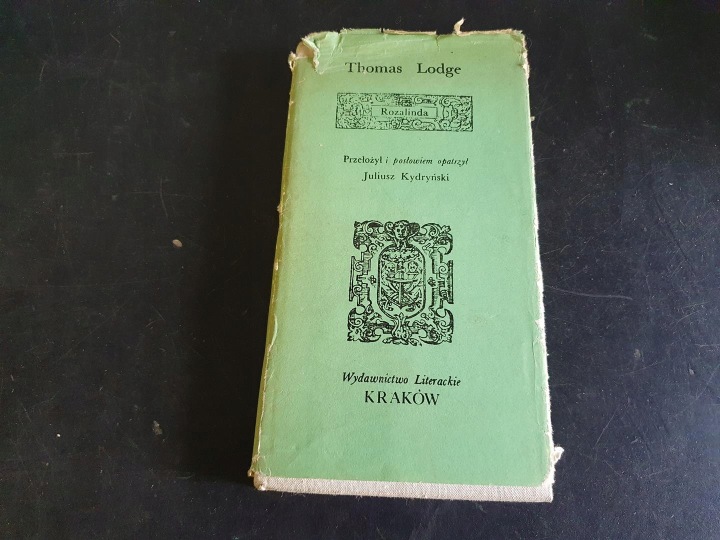 Thomas Lodge
Rozalinda
Przełożył i posłowiem opatrzył
Juliusz Kydryński
Wydawnictwo Literackie
KRAKÓW